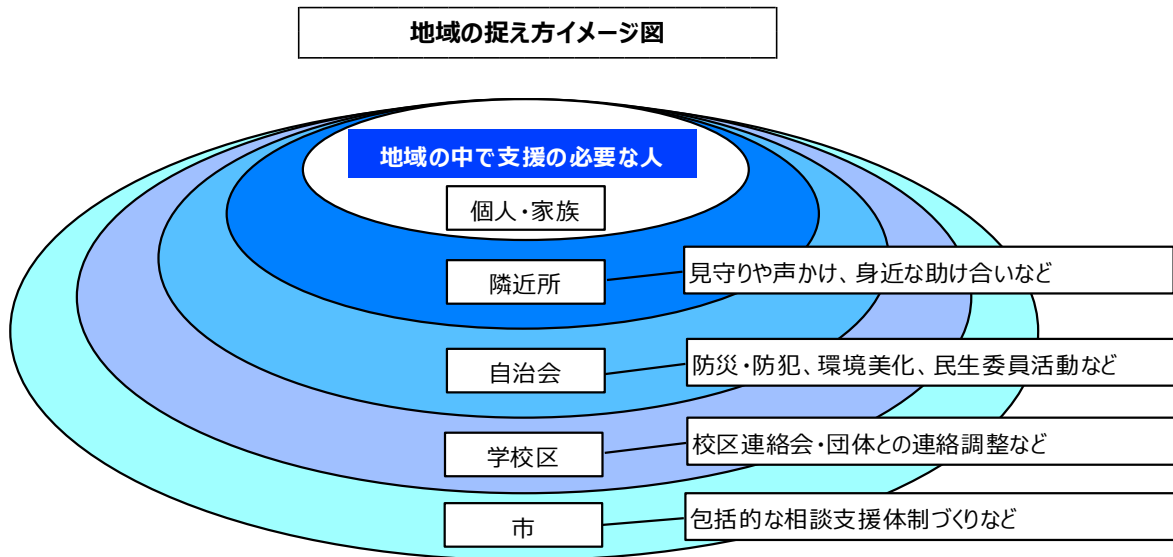 地域の捉え方イメージ図
地域の中で支援の必要な人
個人・家族
隣近所
見守りや声かけ、身近な助け合いなど
自治会
防災・防犯、環境美化、民生委員活動など
学校区
校区連絡会・団体との連絡調整など
市
包括的な相談支援体制づくりなど